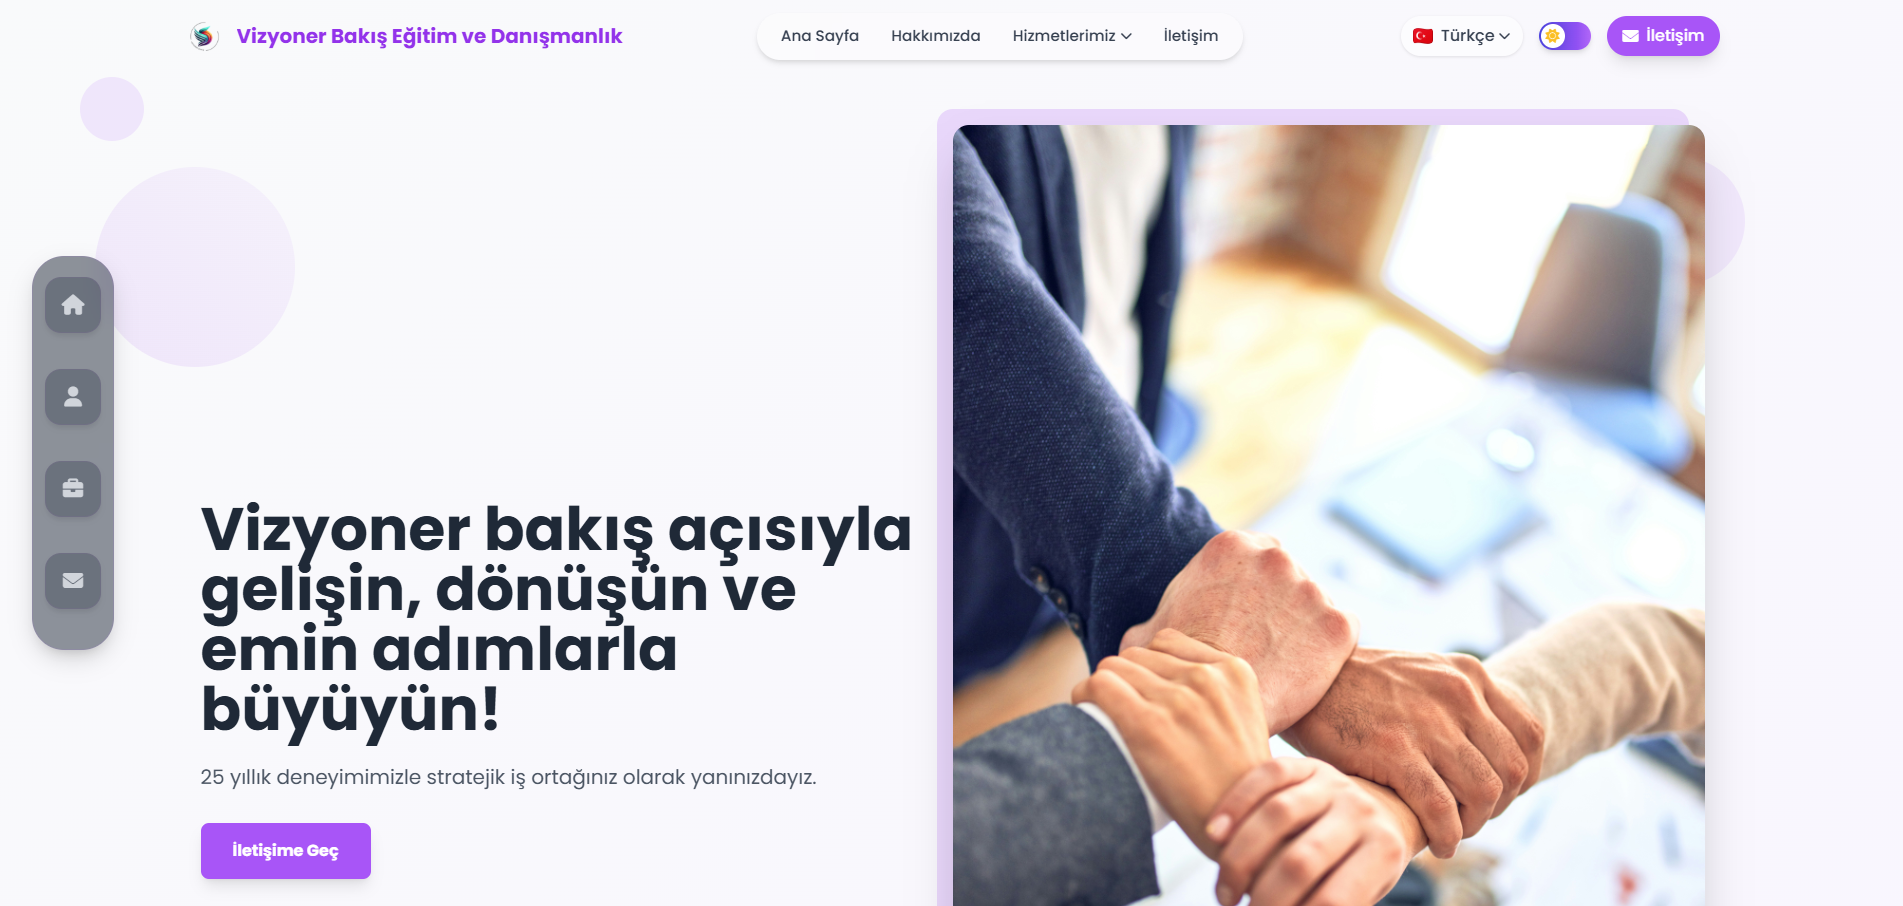 Vizyoner Bakış Eğitim ve Danışmanlık
Ana Sayfa
Hakkımızda
Hizmetlerimiz
İletişim
Türkçe
İletişim
Vizyoner bakış açısıyla
gelişin, dönüşün ve
emin adımlarla
büyüyün!
25 yıllık deneyimimizle stratejik iş ortağınız olarak yanınızdayız.
İletişime Geç